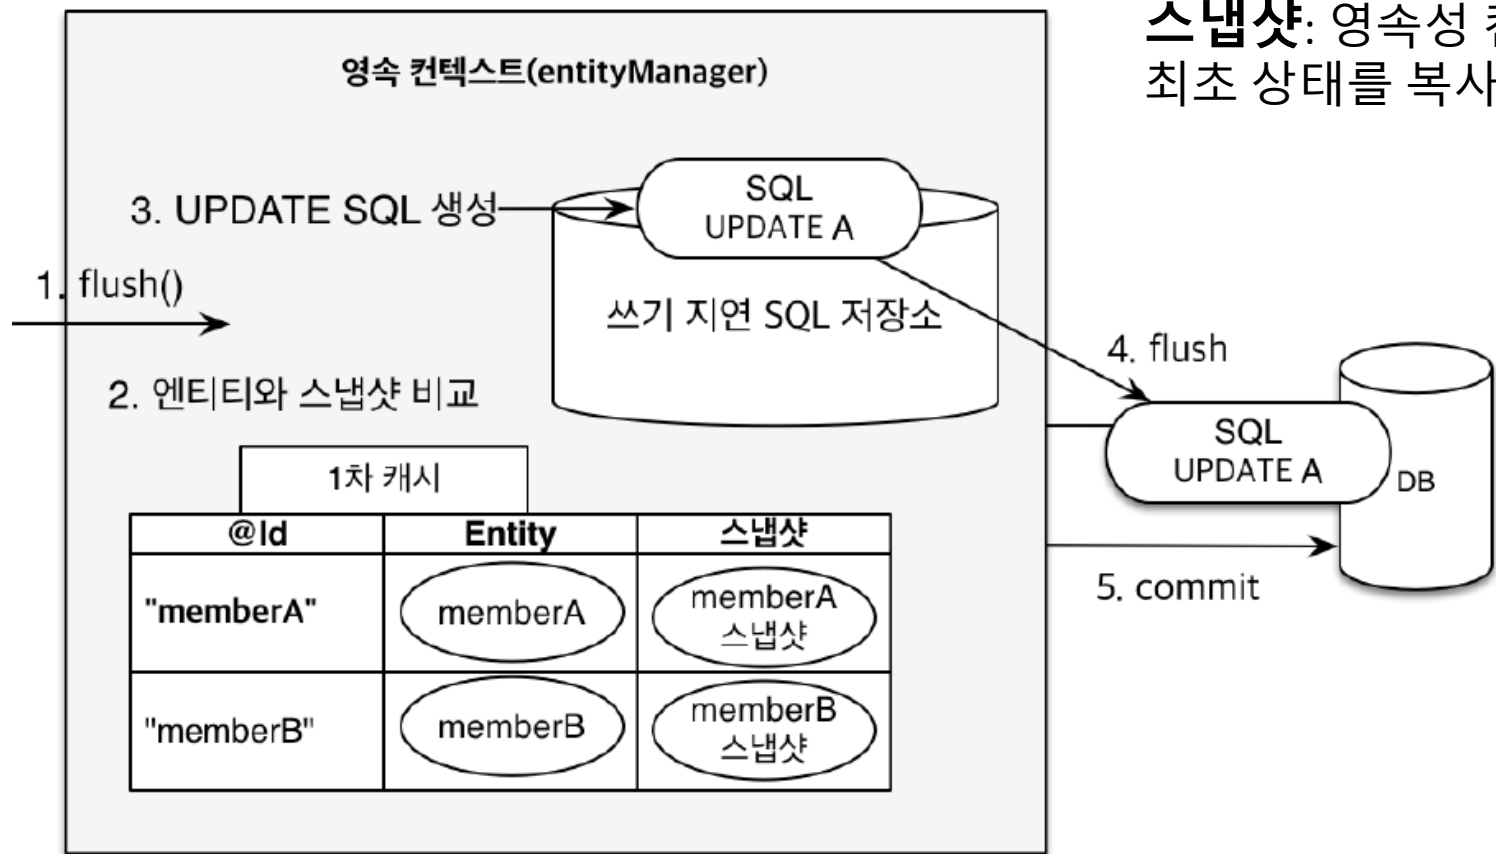 스냅샷: 영속성
최초 상태를 복사
영속 컨텍스트(entityManager)
3. UPDATE SQL 생성
SQL
UPDATE A
1. flush()
쓰기 지연 SQL 저장소
4. flush
2. 엔티티와 스냅샷 비교
SQL
UPDATE A
DB
1차 캐시
@Id Entity 스냅샷
5. commit
"memberA" memberA memberA
스냅샷
"memberB" memberB memberB
스냅샷